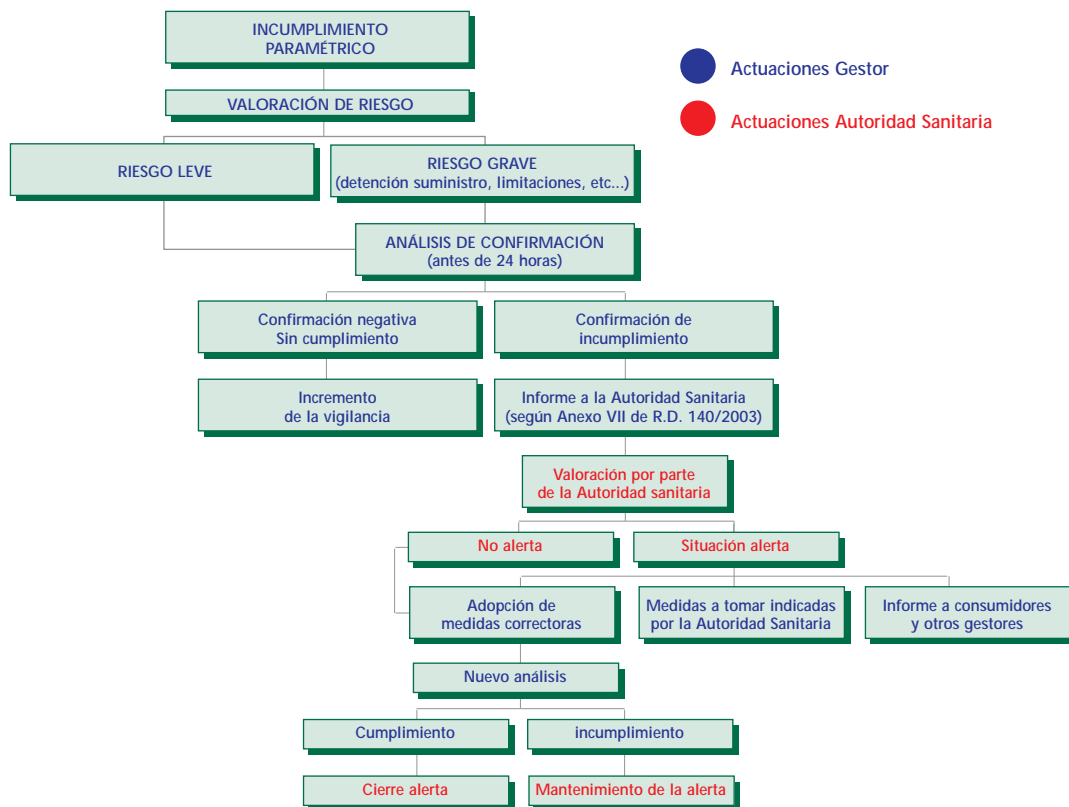 INCUMPLIMIENTO
PARAMÉTRICO
Actuaciones Gestor
Actuaciones Autoridad Sanitaria
VALORACIÓN DE RIESGO
RIESGO LEVE
RIESGO GRAVE
(detención suministro, limitaciones, etc...)
ANÁLISIS DE CONFIRMACIÓN
(antes de 24 horas)
Confirmación negativa
Sin cumplimiento
Confirmación de
incumplimiento
Incremento
de la vigilancia
Informe a la Autoridad Sanitaria
(según Anexo VII de R.D. 140/2003)
Valoración por parte
de la Autoridad sanitaria
No alerta
Situación alerta
Adopción de
medidas correctoras
Medidas a tomar indicadas
por la Autoridad Sanitaria
Informe a consumidores
y otros gestores
Nuevo análisis
Cumplimiento
incumplimiento
Cierre alerta
Mantenimiento de la alerta